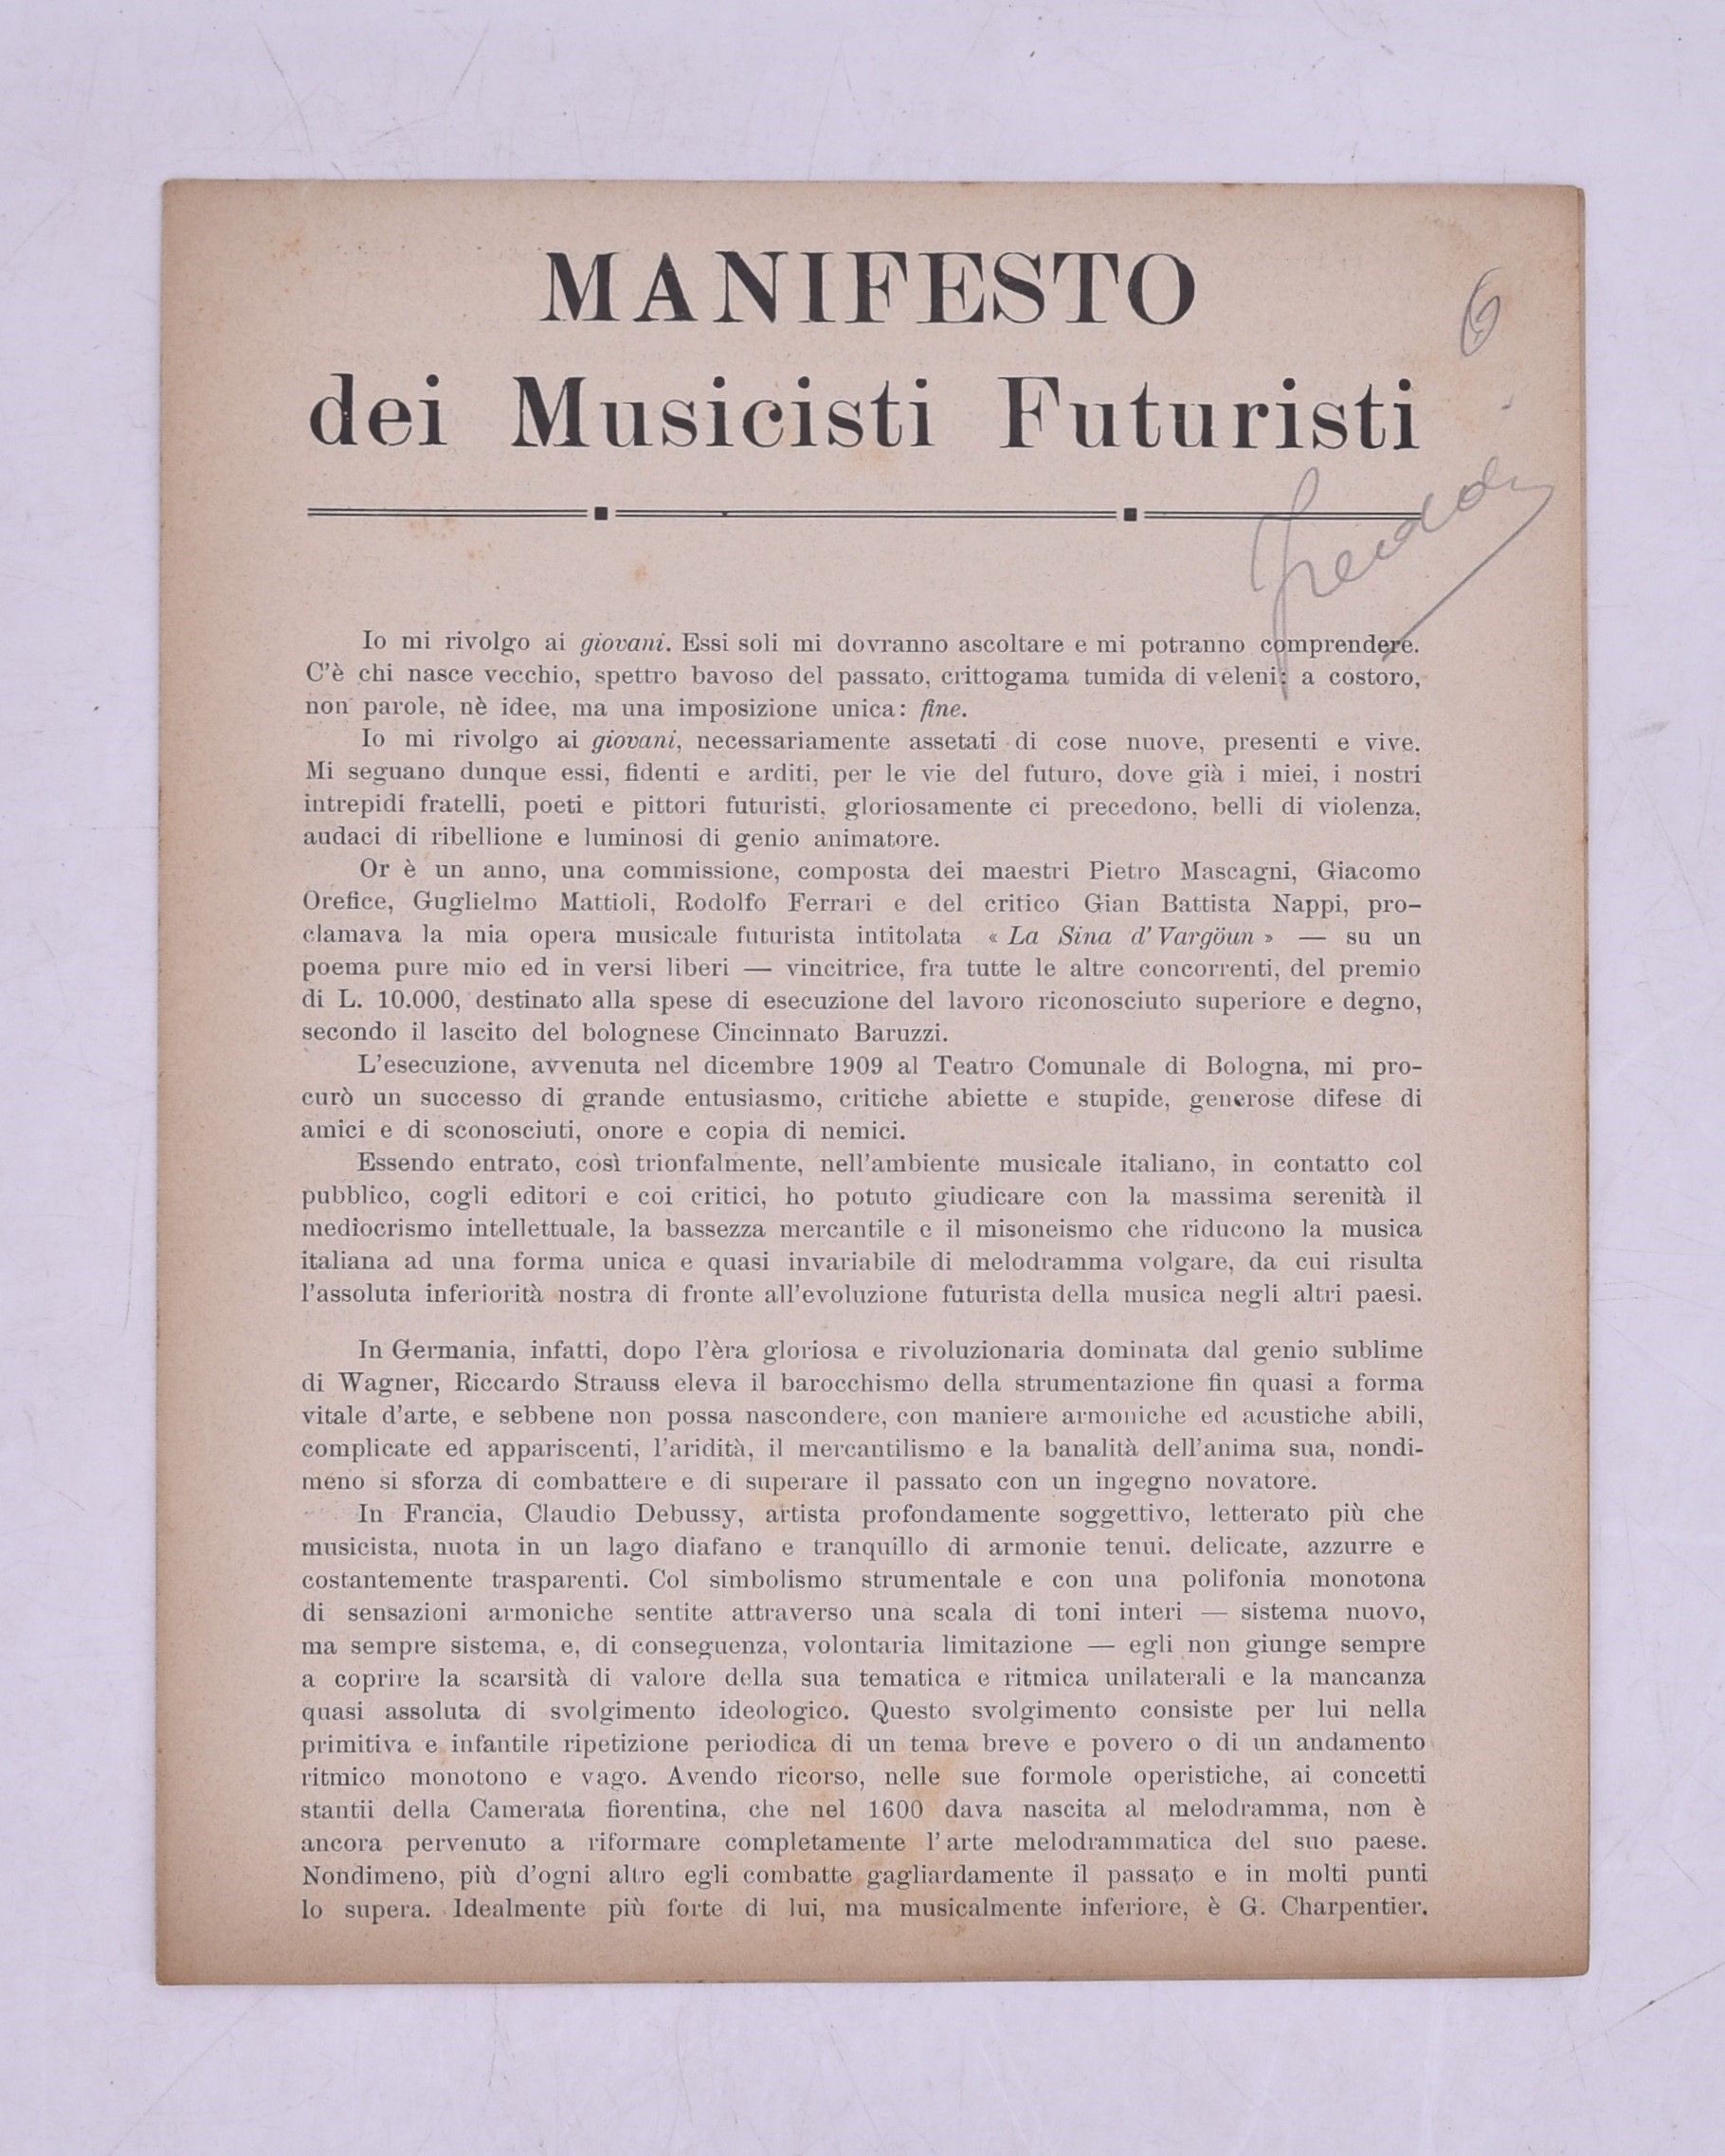 MANIFESTO
dei Musicisti Futuristi
6
Io mi rivolgo ai giovani. Essi soli mi dovranno ascoltare e mi potranno comprendere.
C'è chi nasce vecchio, spettro bavoso del passato, crittogama tumida di veleni: a costoro,
non parole, nè idee, ma una imposizione unica: fine.
Io mi rivolgo ai giovani, necessariamente assetati di cose nuove, presenti e vive.
Mi seguano dunque essi, fidenti e arditi, per le vie del futuro, dove già i miei, i nostri
intrepidi fratelli, poeti e pittori futuristi, gloriosamente ci precedono, belli di violenza,
audaci di ribellione e luminosi di genio animatore.
Or è un anno, una commissione, composta dei maestri Pietro Mascagni, Giacomo
Orefice, Guglielmo Mattioli, Rodolfo Ferrari e del critico Gian Battista Nappi, pro-
clamava la mia opera musicale futurista intitolata « La Sina d'Vargöun » — su un
poema pure mio ed in versi liberi — vincitrice, fra tutte le altre concorrenti, del premio
di L. 10.000, destinato alla spese di esecuzione del lavoro riconosciuto superiore e degno,
secondo il lascito del bolognese Cincinnato Baruzzi.
L'esecuzione, avvenuta nel dicembre 1909 al Teatro Comunale di Bologna, mi pro-
curò un successo di grande entusiasmo, critiche abiette e stupide, generose difese di
amici e di sconosciuti, onore e copia di nemici.
Essendo entrato, così trionfalmente, nell'ambiente musicale italiano, in contatto col
pubblico, cogli editori e coi critici, ho potuto giudicare con la massima serenità il
mediocrismo intellettuale, la bassezza mercantile e il misoneismo che riducono la musica
italiana ad una forma unica e quasi invariabile di melodramma volgare, da cui risulta
l'assoluta inferiorità nostra di fronte all'evoluzione futurista della musica negli altri paesi.
In Germania, infatti, dopo l'èra gloriosa e rivoluzionaria dominata dal genio sublime
di Wagner, Riccardo Strauss eleva il barocchismo della strumentazione fin quasi a forma
vitale d'arte, e sebbene non possa nascondere, con maniere armoniche ed acustiche abili,
complicate ed appariscenti, l'aridità, il mercantilismo e la banalità dell'anima sua, nondi-
meno si sforza di combattere e di superare il passato con un ingegno novatore.
In Francia, Claudio Debussy, artista profondamente soggettivo, letterato più che
musicista, nuota in un lago diafano e tranquillo di armonie tenui. delicate, azzurre e
costantemente trasparenti. Col simbolismo strumentale e con una polifonia monotona
di sensazioni armoniche sentite attraverso una scala di toni interi — sistema nuovo,
ma sempre sistema, e, di conseguenza, volontaria limitazione — egli non giunge sempre
a coprire la scarsità di valore della sua tematica e ritmica unilaterali e la mancanza
quasi assoluta di svolgimento ideologico. Questo svolgimento consiste per lui nella
primitiva e infantile ripetizione periodica di un tema breve e povero o di un andamento
ritmico monotono e vago. Avendo ricorso, nelle sue formole operistiche, ai concetti
stantii della Camerata fiorentina, che nel 1600 dava nascita al melodramma, non è
ancora pervenuto a riformare completamente l'arte melodrammatica del suo paese.
Nondimeno, più d'ogni altro egli combatte gagliardamente il passato e in molti punti
lo supera. Idealmente più forte di lui, ma musicalmente inferiore, è G. Charpentier.